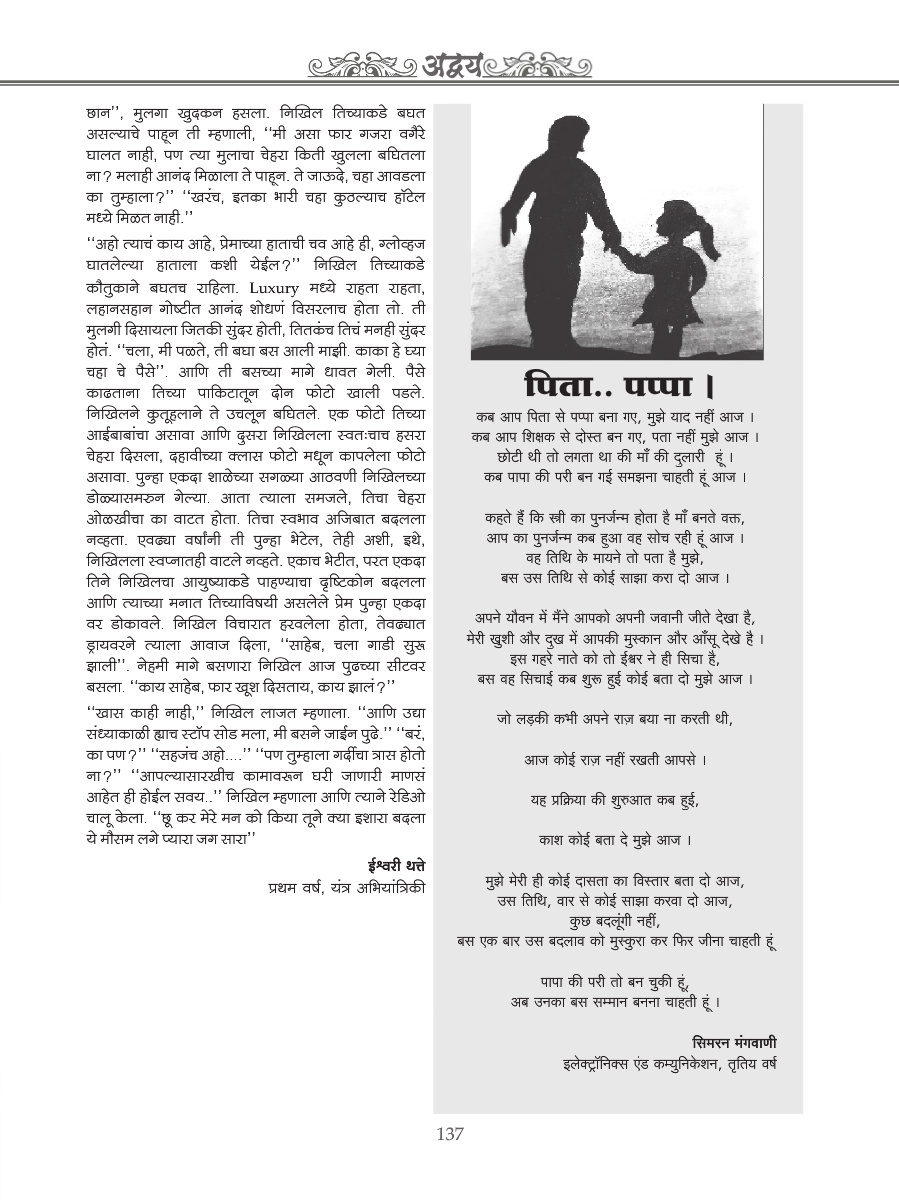 अद्वय
छान’’, मुलगा खुदकन हसला. निखिल तिच्याकडे बघत
असल्याचे पाहून ती म्हणाली, ‘‘मी असा फार गजरा वगैरे
घालत नाही, पण त्या मुलाचा चेहरा किती खुलला बघितला
ना? मलाही आनंद मिळाला ते पाहून. ते जाऊदे, चहा आवडला
का तुम्हाला?’’ ‘‘खरंच, इतका भारी चहा कुठल्याच हॉटेल
मध्ये मिळत नाही.’’
‘‘अहो त्याचं काय आहे, प्रेमाच्या हाताची चव आहे ही, ग्लोव्हज
घातलेल्या हाताला कशी येईल?’’ निखिल तिच्याकडे
कौतुकाने बघतच राहिला. Luxury मध्ये राहता राहता,
लहानसहान गोष्टीत आनंद शोधणं विसरलाच होता तो. ती
मुलगी दिसायला जितकी सुंदर होती, तितकंच तिचं मनही सुंदर
होतं. ‘‘चला, मी पळते, ती बघा बस आली माझी. काका हे घ्या
चहा चे पैसे’’. आणि ती बसच्या मागे धावत गेली. पैसे
काढताना तिच्या पाकिटातून दोन फोटो खाली पडले.
निखिलने कुतूहलाने ते उचलून बघितले. एक फोटो तिच्या
आईबाबांचा असावा आणि दुसरा निखिलला स्वतःचाच हसरा
चेहरा दिसला, दहावीच्या क्लास फोटो मधून कापलेला फोटो
असावा. पुन्हा एकदा शाळेच्या सगळ्या आठवणी निखिलच्या
डोळ्यासमरुन गेल्या. आता त्याला समजले, तिचा चेहरा
ओळखीचा का वाटत होता. तिचा स्वभाव अजिबात बदलला
नव्हता. एवढ्या वर्षांनी ती पुन्हा भेटेल, तेही अशी, इथे,
निखिलला स्वप्नातही वाटले नव्हते. एकाच भेटीत, परत एकदा
तिने निखिलचा आयुष्याकडे पाहण्याचा दृष्टिकोन बदलला
आणि त्याच्या मनात तिच्याविषयी असलेले प्रेम पुन्हा एकदा
वर डोकावले. निखिल विचारात हरवलेला होता, तेवढ्यात
ड्रायवरने त्याला आवाज दिला, ‘‘साहेब, चला गाडी सुरू
झाली’’. नेहमी मागे बसणारा निखिल आज पुढच्या सीटवर
बसला. ‘‘काय साहेब, फार खूश दिसताय, काय झालं?’’
‘‘खास काही नाही,’’ निखिल लाजत म्हणाला. ‘‘आणि उद्या
संध्याकाळी ह्याच स्टॉप सोड मला, मी बसने जाईन पुढे.’’ ‘‘बरं,
का पण?’’ ‘‘सहजंच अहो....’’ ‘‘पण तुम्हाला गर्दीचा त्रास होतो
ना?’’ ‘‘आपल्यासारखीच कामावरून घरी जाणारी माणसं
आहेत ही होईल सवय..’’ निखिल म्हणाला आणि त्याने रेडिओ
चालू केला. ‘‘छू कर मेरे मन को किया तूने क्या इशारा बदला
ये मौसम लगे प्यारा जग सारा’’
ईश्वरी थत्ते
प्रथम वर्ष, यंत्र अभियांत्रिकी
पिता.. पप्पा ।
कब आप पिता से पप्पा बना गए, मुझे याद नहीं आज ।
कब आप शिक्षक से दोस्त बन गए, पता नहीं मुझे आज ।
छोटी थी तो लगता था की माँ की दुलारी हूं ।
कब पापा की परी बन गई समझना चाहती हूं आज ।
कहते हैं कि स्त्री का पुनर्जन्म होता है माँ बनते वक्त,
आप का पुनर्जन्म कब हुआ वह सोच रही हूं आज ।
वह तिथि के मायने तो पता है मुझे,
बस उस तिथि से कोई साझा करा दो आज ।
अपने यौवन में मैंने आपको अपनी जवानी जीते देखा है,
मेरी खुशी और दुख में आपकी मुस्कान और आँसू देखे है ।
इस गहरे नाते को तो ईश्वर ने ही सिचा है,
बस वह सिचाई कब शुरू हुई कोई बता दो मुझे आज ।
जो लड़की कभी अपने राज़ बया ना करती थी,
आज कोई राज़ नहीं रखती आपसे ।
यह प्रक्रिया की शुरुआत कब हुई,
काश कोई बता दे मुझे आज ।
मुझे मेरी ही कोई दासता का विस्तार बता दो आज,
उस तिथि, वार से कोई साझा करवा दो आज,
कुछ बदलूंगी नहीं,
बस एक बार उस बदलाव को मुस्कुरा कर फिर जीना चाहती हूं
पापा की परी तो बन चुकी हूं,
अब उनका बस सम्मान बनना चाहती हूं ।
सिमरन मंगवाणी
इलेक्ट्रॉनिक्स एंड कम्युनिकेशन, तृतिय वर्ष
137